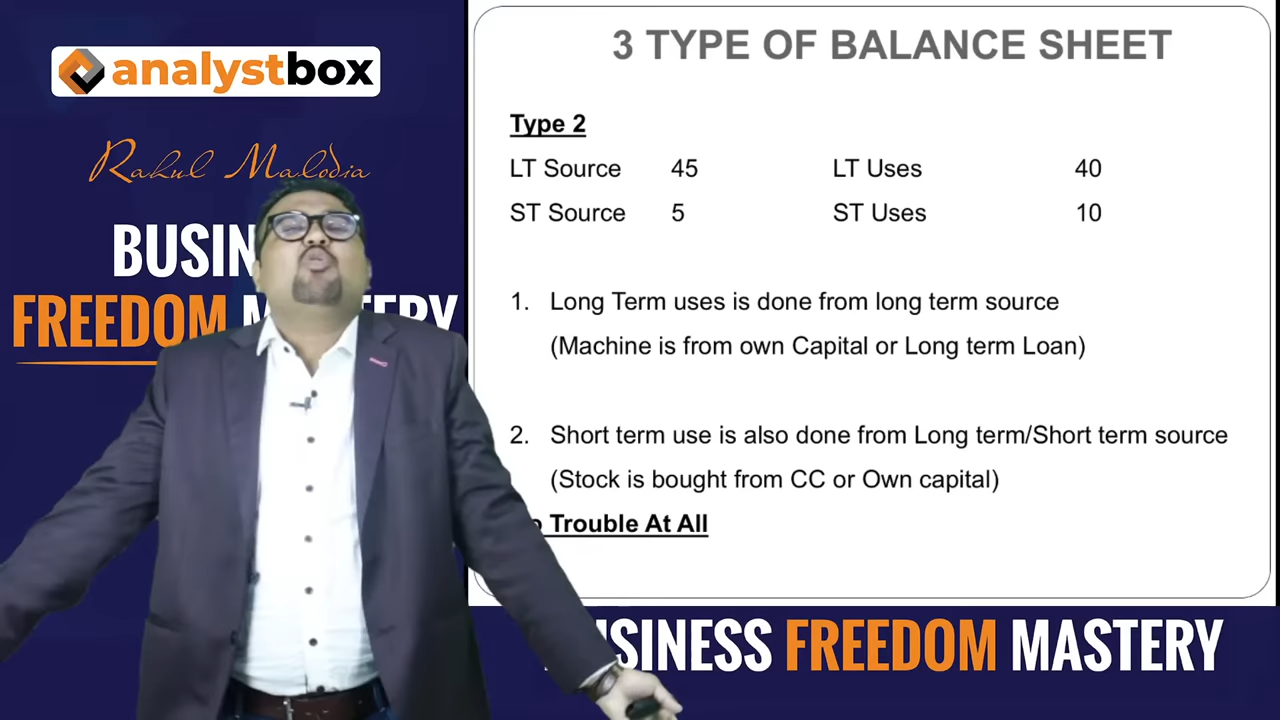 analystbox
Rahul Malodia
BUSIN
FREEDOM M TERY
3 TYPE OF BALANCE SHEET
Type 2
LT Source 45 LT Uses 40
ST Source 5 ST Uses 10
1. Long Term uses is done from long term source
(Machine is from own Capital or Long term Loan)
2. Short term use is also done from Long term/Short term source
(Stock is bought from CC or Own capital)
o Trouble At All
USINESS FREEDOM MASTERY